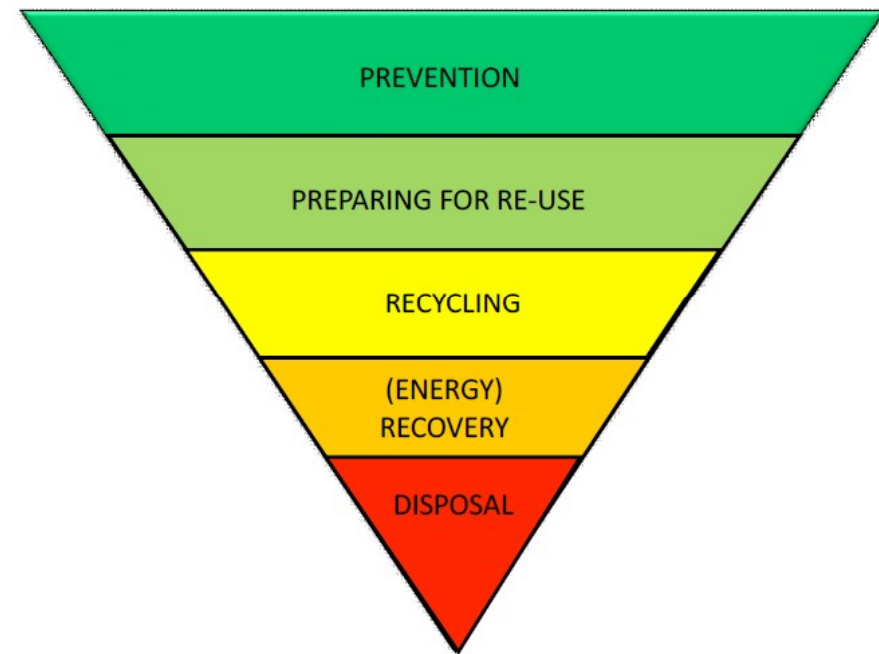 PREVENTION
PREPARING FOR RE-USE
RECYCLING
(ENERGY)
RECOVERY
DISPOSAL